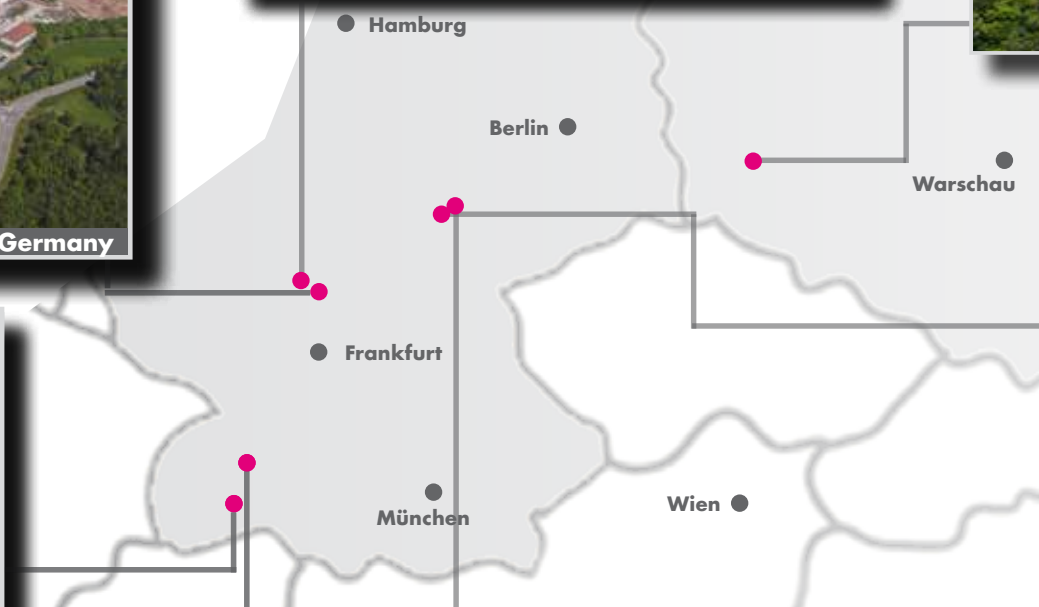 Hamburg
Berlin
Warschau
Germany
Frankfurt
München
Wien